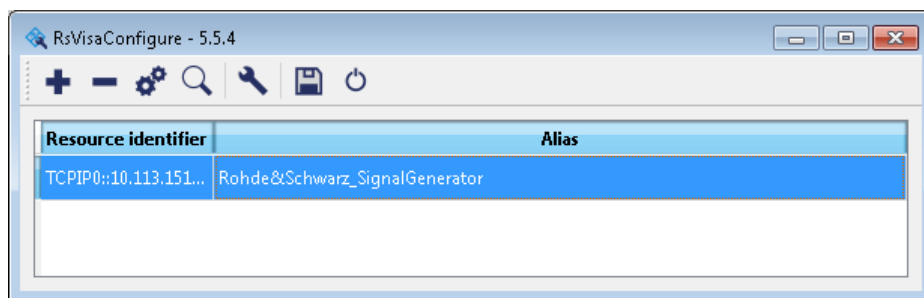 RsVisaConfigure - 5.5.4
Resource identifier Alias
TCPIP0::10.113.151... Rohde&Schwarz_SignalGenerator